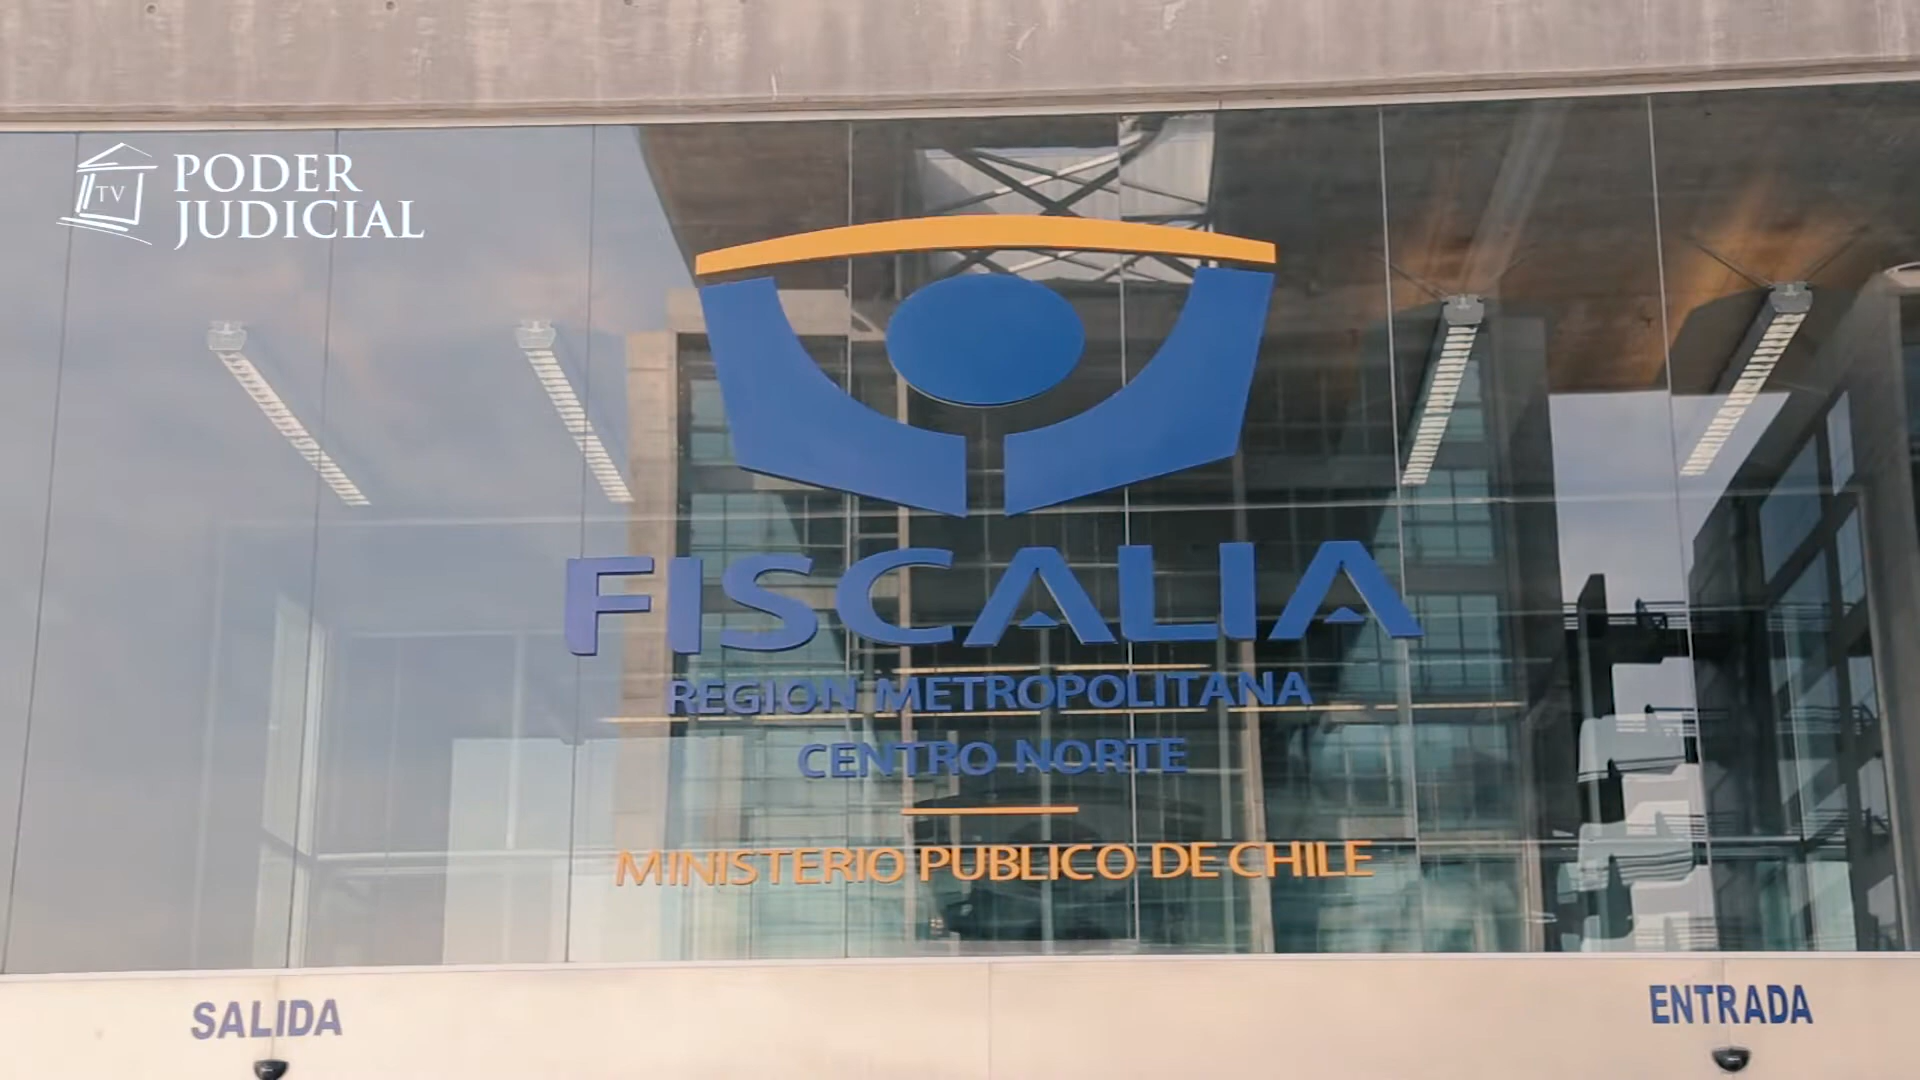 TV
PODER
JUDICIAL
FISCALIA
REGION METROPOLITANA
CENTRO NORTE
MINISTERIO PUBLICO DE CHILE
SALIDA
ENTRADA